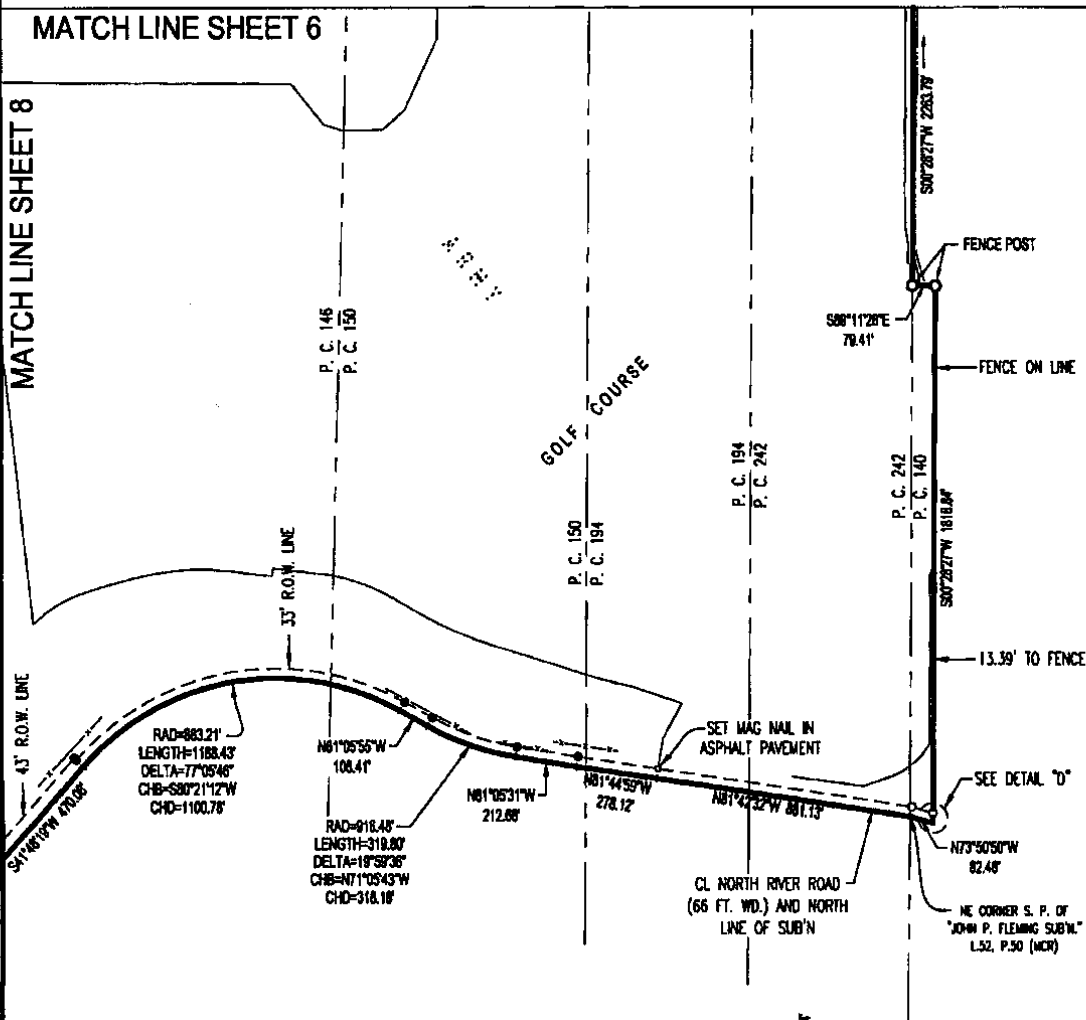 MATCH LINE SHEET 6
MATCH LINE SHEET 8
S00°28'27"W 2263.79'
FENCE POST
ARMY
S88°11'28"E
79.41'
P. C. 146
P. C. 150
FENCE ON LINE
GOLF COURSE
P. C. 194
P. C. 242
P. C. 242
P. C. 140
P. C. 150
P. C. 194
S00°28'27"W 1818.84'
33' R.O.W. LINE
43' R.O.W. LINE
13.39' TO FENCE
RAD=883.21'
LENGTH=1188.43'
DELTA=77°05'46"
CHB=S80°21'12"W
CHD=1100.78'
N61°05'55"W
108.41'
SET MAG NAIL IN
ASPHALT PAVEMENT
SEE DETAIL "D"
S41°48'19"W 470.08'
N81°05'31"W
212.68'
N81°44'59"W
278.12'
N81°42'32"W 881.13'
RAD=916.48'
LENGTH=319.80'
DELTA=19°59'36"
CHB=N71°05'43"W
CHD=318.18'
N73°50'50"W
82.48'
CL NORTH RIVER ROAD
(66 FT. WD.) AND NORTH
LINE OF SUB'N
NE CORNER S. P. OF
"JOHN P. FLEMING SUB'N."
L.52, P.50 (MCR)